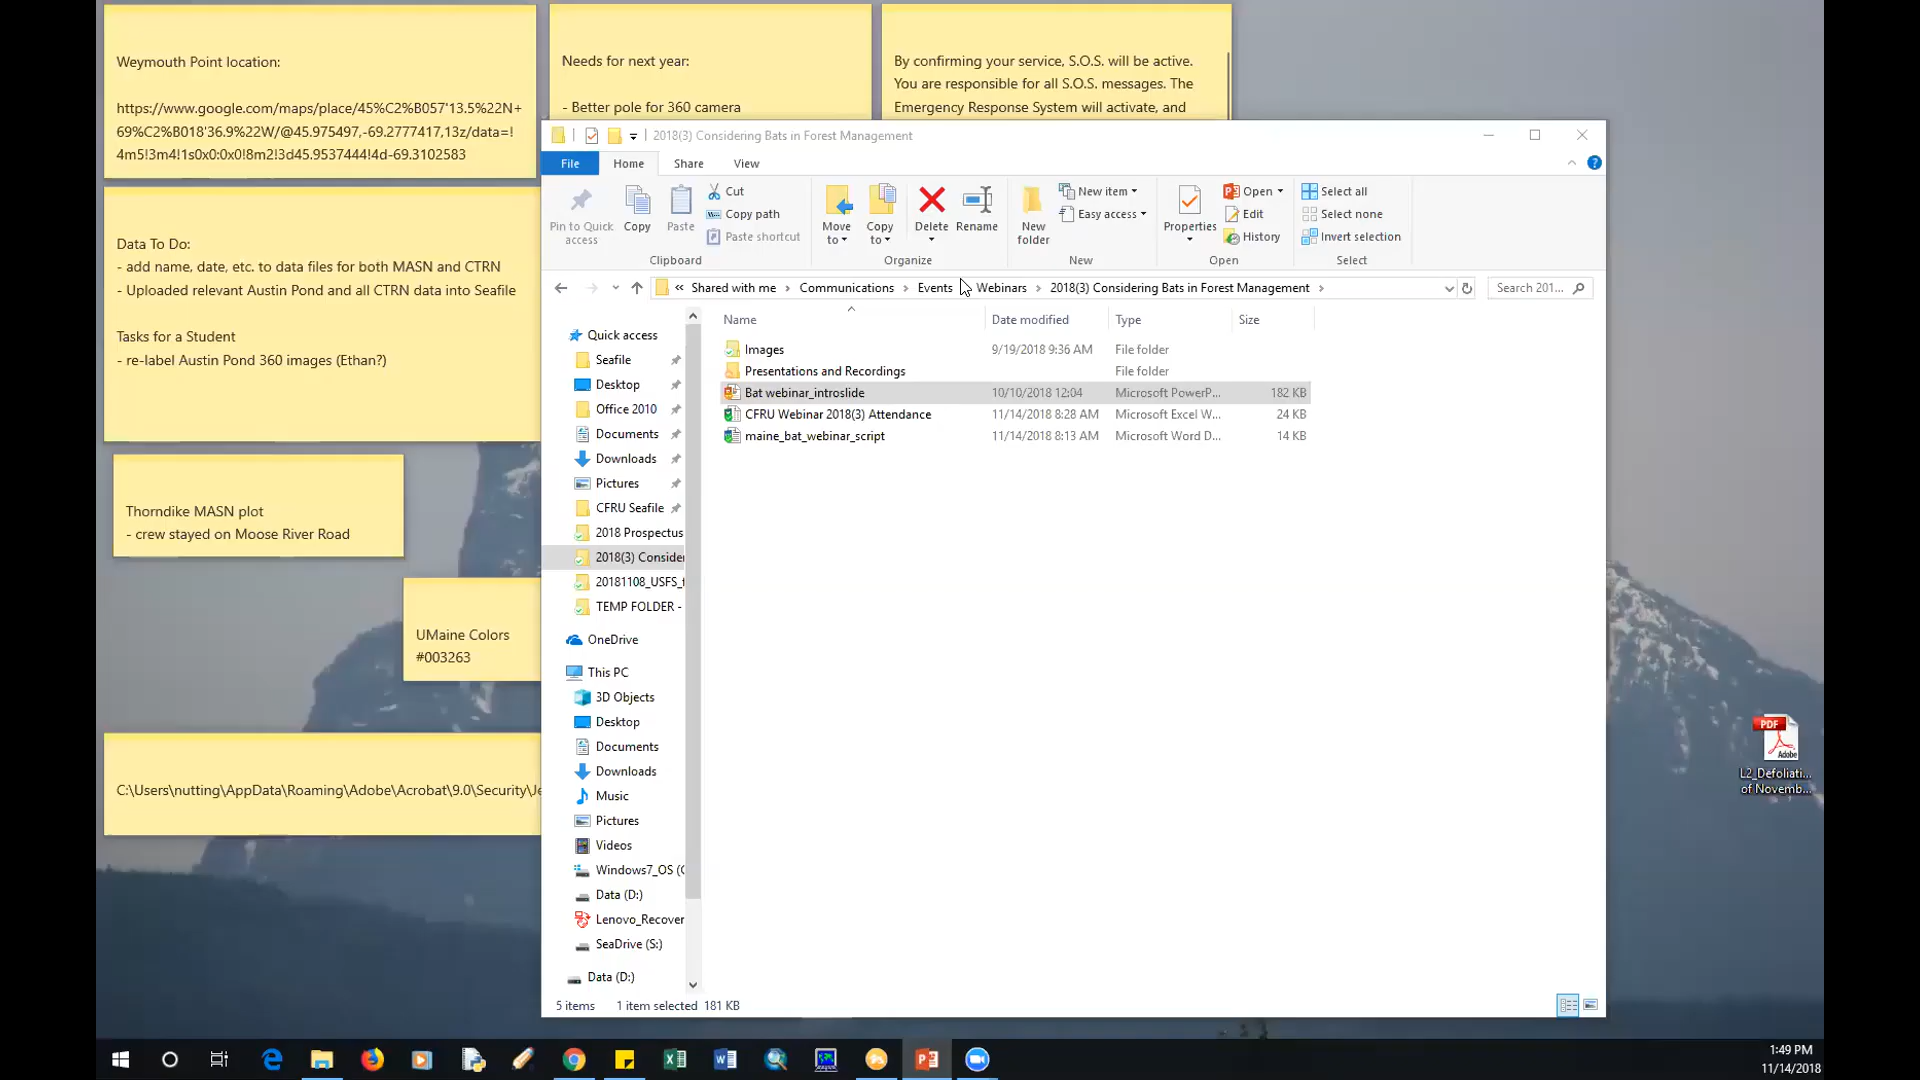 Weymouth Point location:
https://www.google.com/maps/place/45%C2%B057'13.5%22N+
69%C2%B018'36.9%22W/@45.975497,-69.2777417,13z/data=!
4m5!3m4!1s0x0:0x0!8m2!3d45.9537444!4d-69.3102583
Needs for next year:
- Better pole for 360 camera
By confirming your service, S.O.S. will be active.
You are responsible for all S.O.S. messages. The
Emergency Response System will activate, and
Data To Do:
- add name, date, etc. to data files for both MASN and CTRN
- Uploaded relevant Austin Pond and all CTRN data into Seafile
Tasks for a Student
- re-label Austin Pond 360 images (Ethan?)
Thorndike MASN plot
- crew stayed on Moose River Road
UMaine Colors
#003263
C:\Users\nutting\AppData\Roaming\Adobe\Acrobat\9.0\Security\Je
2018(3) Considering Bats in Forest Management
File Home Share View
Pin to Quick access
Copy
Paste
Cut
Copy path
Paste shortcut
Clipboard
Move to
Copy to
Delete
Rename
Organize
New folder
New item
Easy access
New
Properties
Open
Edit
History
Open
Select all
Select none
Invert selection
Select
« Shared with me › Communications › Events › Webinars › 2018(3) Considering Bats in Forest Management ›
Search 201...
Quick access
Seafile
Desktop
Office 2010
Documents
Downloads
Pictures
CFRU Seafile
2018 Prospectus
2018(3) Consider
20181108_USFS_f
TEMP FOLDER -
OneDrive
This PC
3D Objects
Desktop
Documents
Downloads
Music
Pictures
Videos
Windows7_OS (C
Data (D:)
Lenovo_Recover
SeaDrive (S:)
Data (D:)
Name Date modified Type Size
Images 9/19/2018 9:36 AM File folder
Presentations and Recordings File folder
Bat webinar_introslide 10/10/2018 12:04 Microsoft PowerP... 182 KB
CFRU Webinar 2018(3) Attendance 11/14/2018 8:28 AM Microsoft Excel W... 24 KB
maine_bat_webinar_script 11/14/2018 8:13 AM Microsoft Word D... 14 KB
5 items 1 item selected 181 KB
PDF
Adobe
L2_Defoliati...
of Novemb...
1:49 PM
11/14/2018